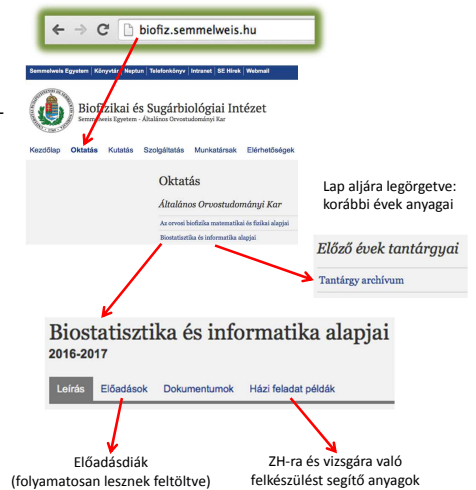 biofiz.semmelweis.hu
Semmelweis Egyetem | Könyvtár | Neptun | Telefonkönyv | Intranet | SE Hírek | Webmail
Biofizikai és Sugárbiológiai Intézet
Semmelweis Egyetem - Általános Orvostudományi Kar
Kezdőlap Oktatás Kutatás Szolgáltatás Munkatársak Elérhetőségek
Oktatás
Általános Orvostudományi Kar
Az orvosi biofizika matematikai és fizikai alapjai
Biostatisztika és informatika alapjai
Lap aljára legörgetve:
korábbi évek anyagai
Előző évek tantárgyai
Tantárgy archívum
Biostatisztika és informatika alapjai
2016-2017
Leírás Előadások Dokumentumok Házi feladat példák
Előadásdiák
(folyamatosan lesznek feltöltve)
ZH-ra és vizsgára való
felkészülést segítő anyagok